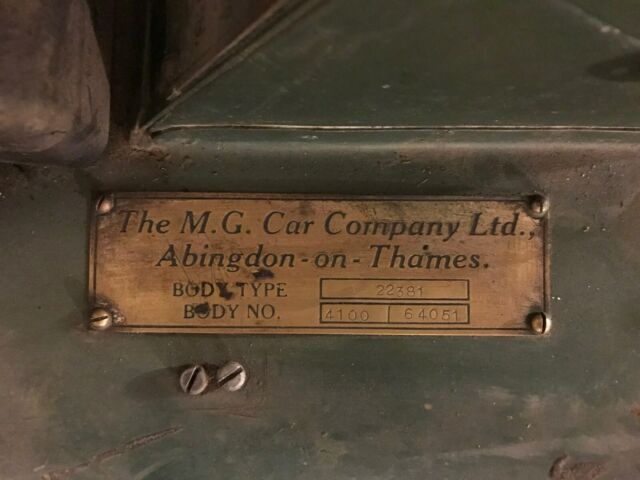 The M.G. Car Company Ltd.,
Abingdon-on-Thames.
BODY TYPE 22381
BODY NO. 4100 64051